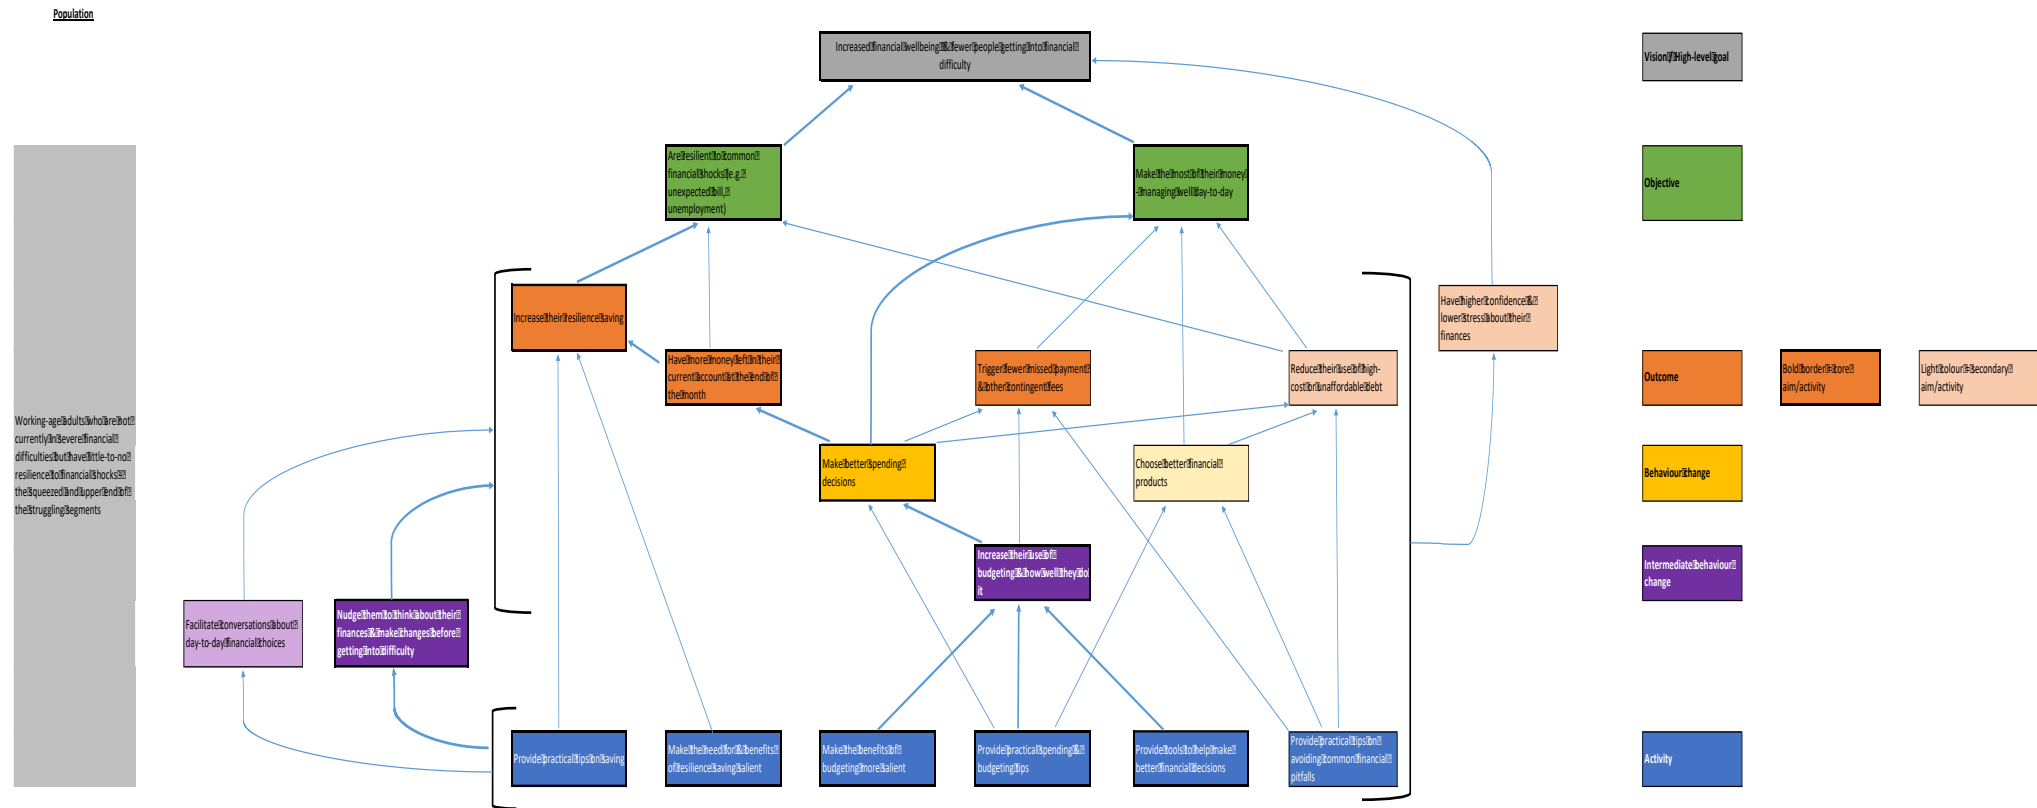 Population
Increased financial wellbeing & fewer people getting into financial
difficulty
Vision / High-level goal
Are resilient to common
financial shocks (e.g.
unexpected bill,
unemployment)
Make the most of their money
- managing well day-to-day
Objective
Increase their resilience saving
Have higher confidence &
lower stress about their
finances
Have more money left in their
current account at the end of
the month
Trigger fewer missed payment
& other contingent fees
Reduce their use of high-
cost or unaffordable debt
Outcome
Bold border = core
aim/activity
Light colour = secondary
aim/activity
Working-age adults who are not
currently in severe financial
difficulties but have little-to-no
resilience to financial shocks
the squeezed and upper end of
the struggling segments
Make better spending
decisions
Choose better financial
products
Behaviour change
Increase their use of
budgeting & how well they do
it
Intermediate behaviour
change
Facilitate conversations about
day-to-day financial choices
Nudge them to think about their
finances & make changes before
getting into difficulty
Provide practical tips on saving
Make the need for & benefits
of resilience saving salient
Make the benefits of
budgeting more salient
Provide practical spending &
budgeting tips
Provide tools to help make
better financial decisions
Provide practical tips on
avoiding common financial
pitfalls
Activity